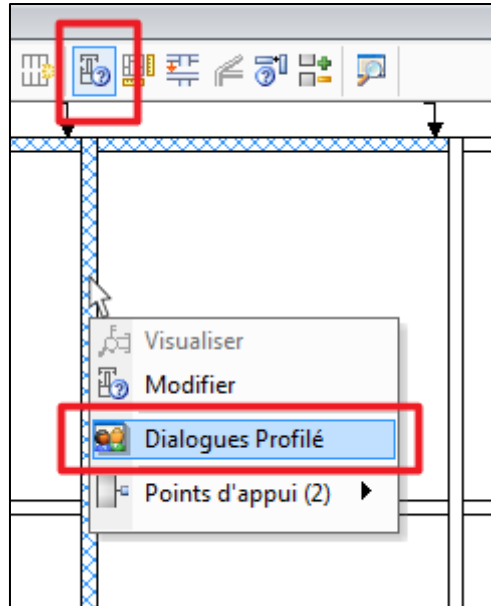 Visualiser
Modifier
Dialogues Profilé
Points d'appui (2)